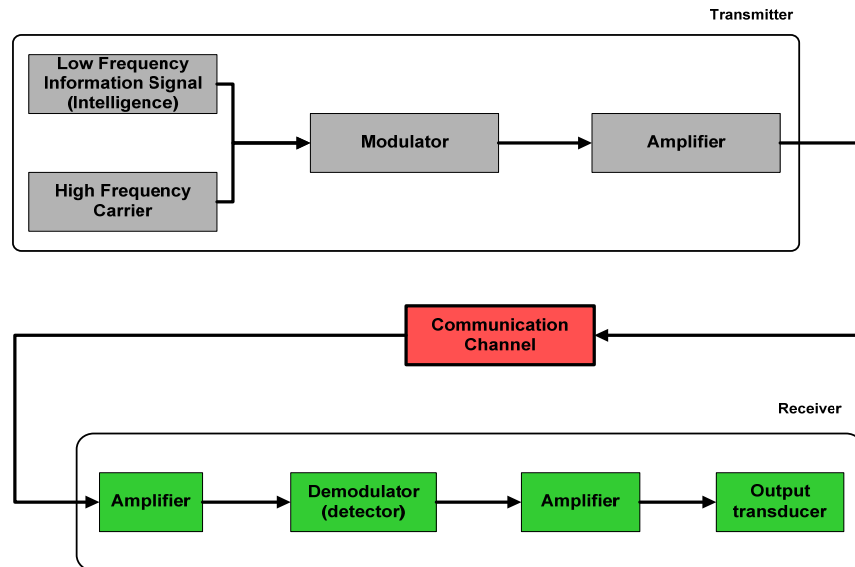 Transmitter
Low Frequency
Information Signal
(Intelligence)
Modulator
Amplifier
High Frequency
Carrier
Communication
Channel
Receiver
Amplifier
Demodulator
(detector)
Amplifier
Output
transducer